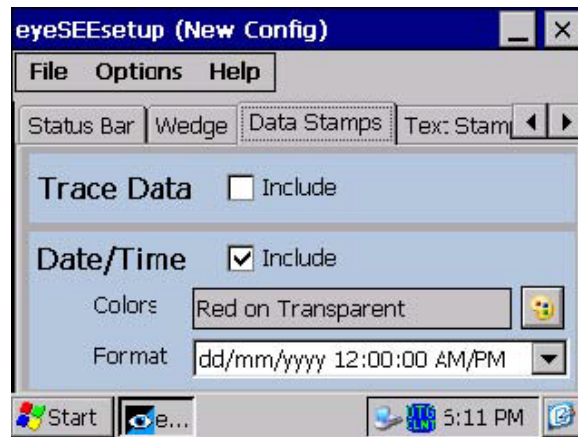 eyeSEEsetup (New Config)
File Options Help
Status Bar Wedge Data Stamps Text Stam
Trace Data Include
Date/Time Include
Colors Red on Transparent
Format dd/mm/yyyy 12:00:00 AM/PM
Start e... 5:11 PM